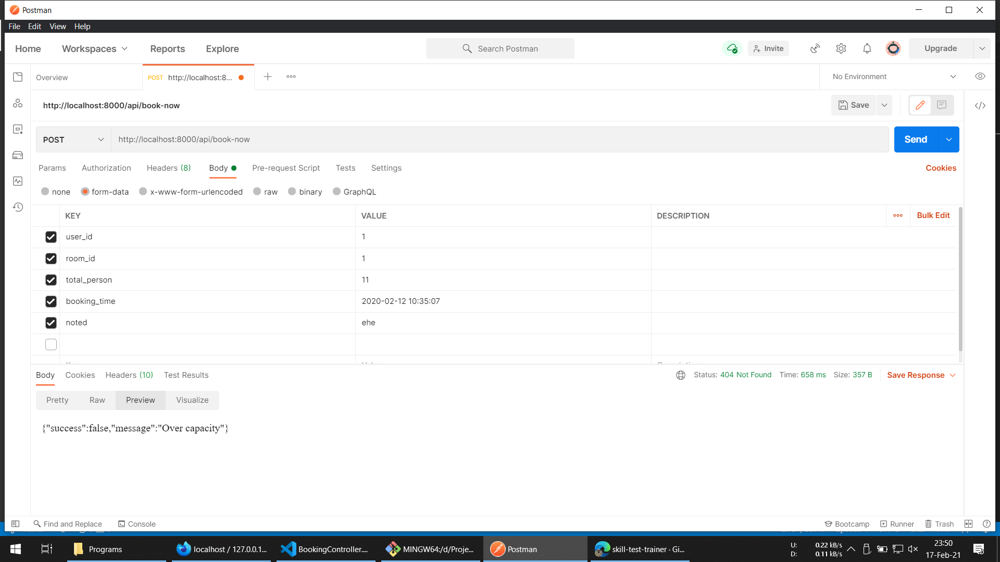 Postman
File Edit View Help
Home Workspaces Reports Explore Search Postman Invite Upgrade
Overview POST http://localhost:8... No Environment
http://localhost:8000/api/book-now Save
POST http://localhost:8000/api/book-now Send
Params Authorization Headers (8) Body Pre-request Script Tests Settings Cookies
none form-data x-www-form-urlencoded raw binary GraphQL
KEY VALUE DESCRIPTION Bulk Edit
user_id 1
room_id 1
total_person 11
booking_time 2020-02-12 10:35:07
noted ehe
Body Cookies Headers (10) Test Results Status: 404 Not Found Time: 658 ms Size: 357 B Save Response
Pretty Raw Preview Visualize
{"success":false,"message":"Over capacity"}
Find and Replace Console Bootcamp Runner Trash
Programs localhost / 127.0.0.1... BookingController.... MINGW64:/d/Proje... Postman skill-test-trainer · Gi...
U: 0.22 kB/s
D: 0.11 kB/s
23:50
17-Feb-21